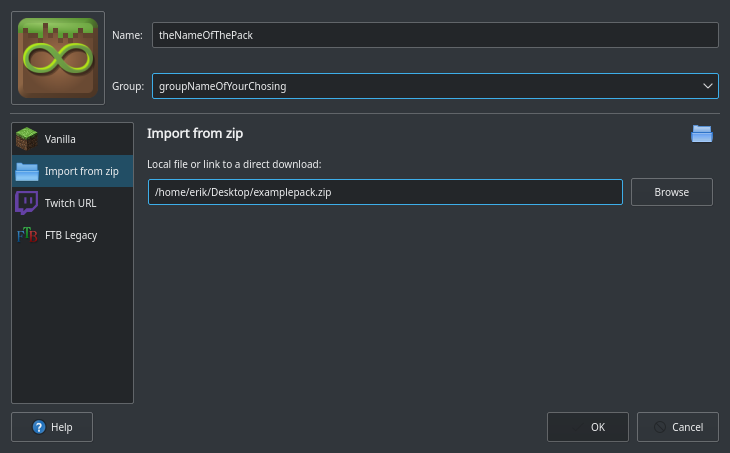 Name:
theNameOfThePack
Group:
groupNameOfYourChosing
Vanilla
Import from zip
Twitch URL
FTB
FTB Legacy
Import from zip
Local file or link to a direct download:
/home/erik/Desktop/examplepack.zip
Browse
? Help
OK
Cancel